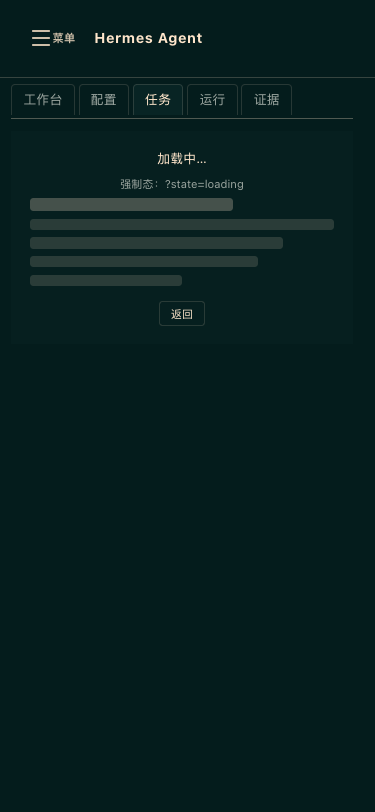 菜单 Hermes Agent
工作台 配置 任务 运行 证据
加载中...
强制态：?state=loading
返回